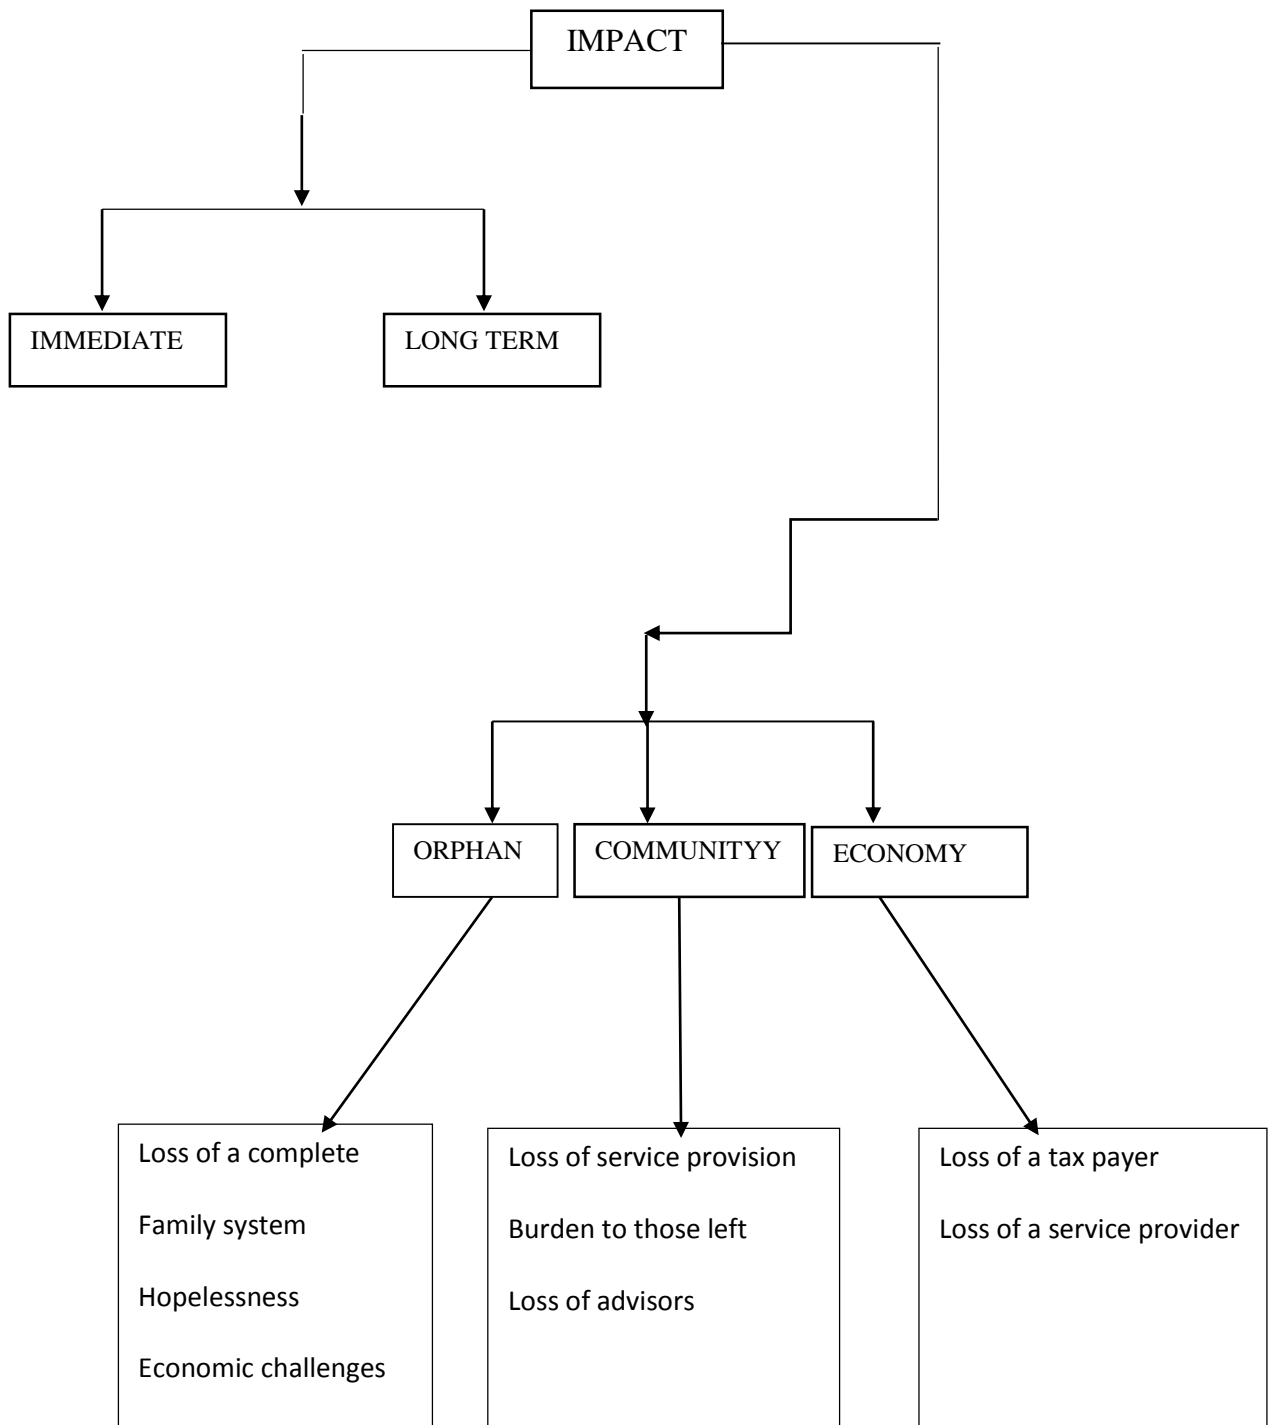 IMPACT
IMMEDIATE
LONG TERM
ORPHAN
COMMUNITYY
ECONOMY
Loss of a complete
Family system
Hopelessness
Economic challenges
Loss of service provision
Burden to those left
Loss of advisors
Loss of a tax payer
Loss of a service provider